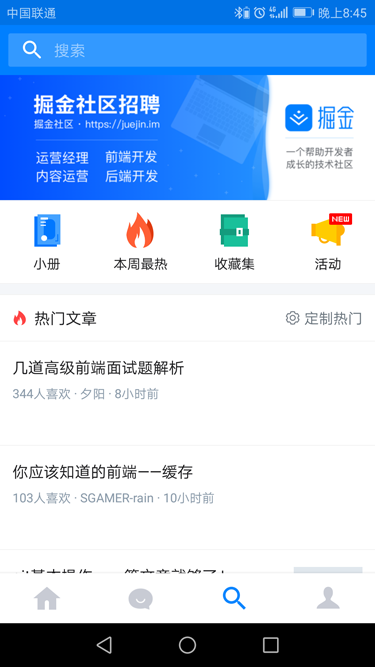 中国联通
4G
晚上8:45
搜索
掘金社区招聘
掘金社区 · https://juejin.im
运营经理 前端开发
内容运营 后端开发
掘金
一个帮助开发者
成长的技术社区
小册
本周最热
收藏集
NEW
活动
热门文章
定制热门
几道高级前端面试题解析
344人喜欢 · 夕阳 · 8小时前
你应该知道的前端——缓存
103人喜欢 · SGAMER-rain · 10小时前